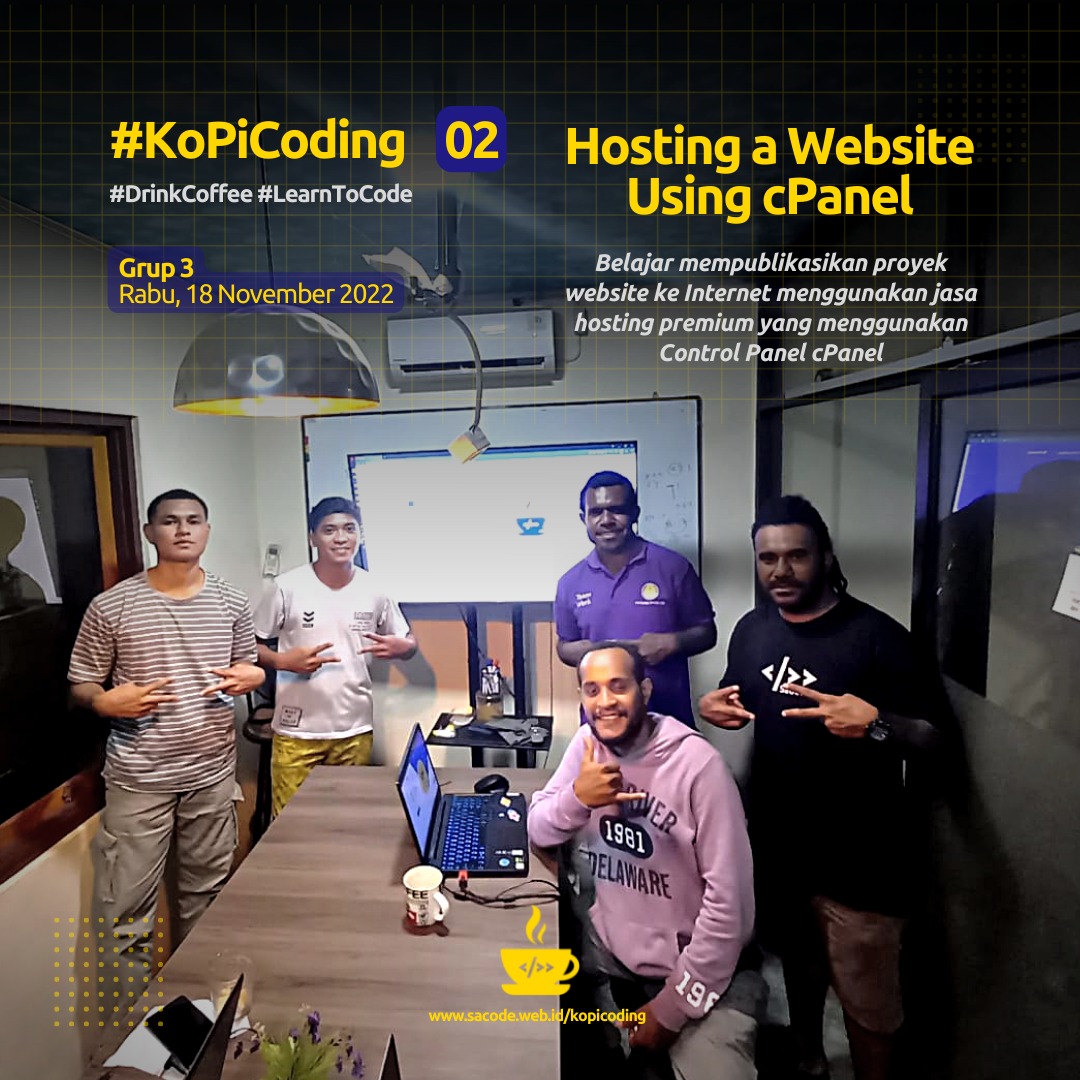 #KoPiCoding 02
#DrinkCoffee #LearnToCode
Grup 3
Rabu, 18 November 2022
Hosting a Website
Using cPanel
Belajar mempublikasikan proyek
website ke Internet menggunakan jasa
hosting premium yang menggunakan
Control Panel cPanel
</>
1981
DELAWARE
</>>
www.sacode.web.id/kopicoding